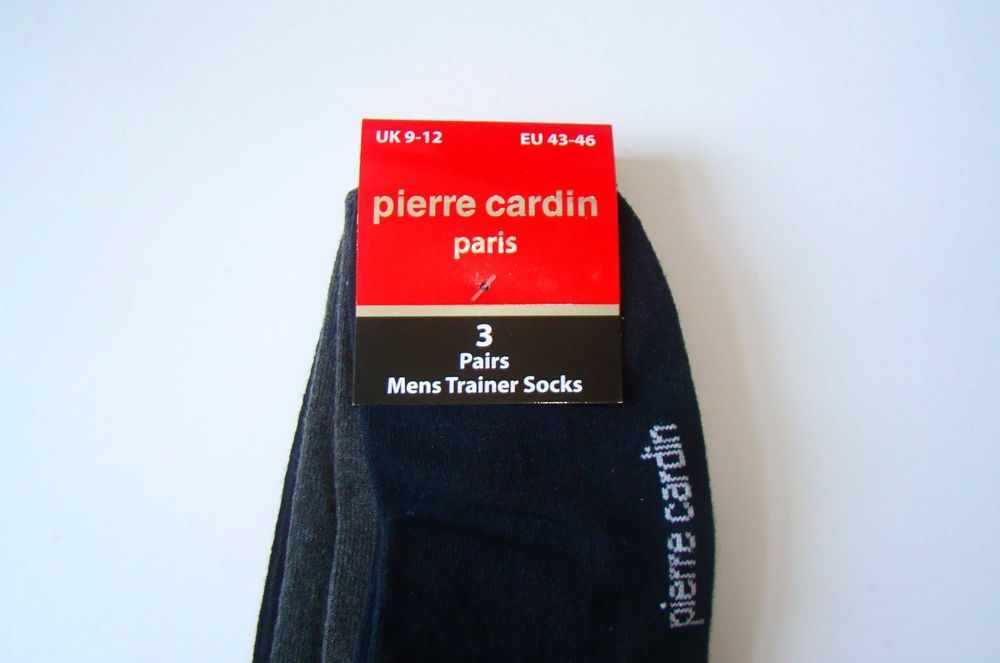 UK 9-12 EU 43-46
pierre cardin
paris
3
Pairs
Mens Trainer Socks
pierre cardin